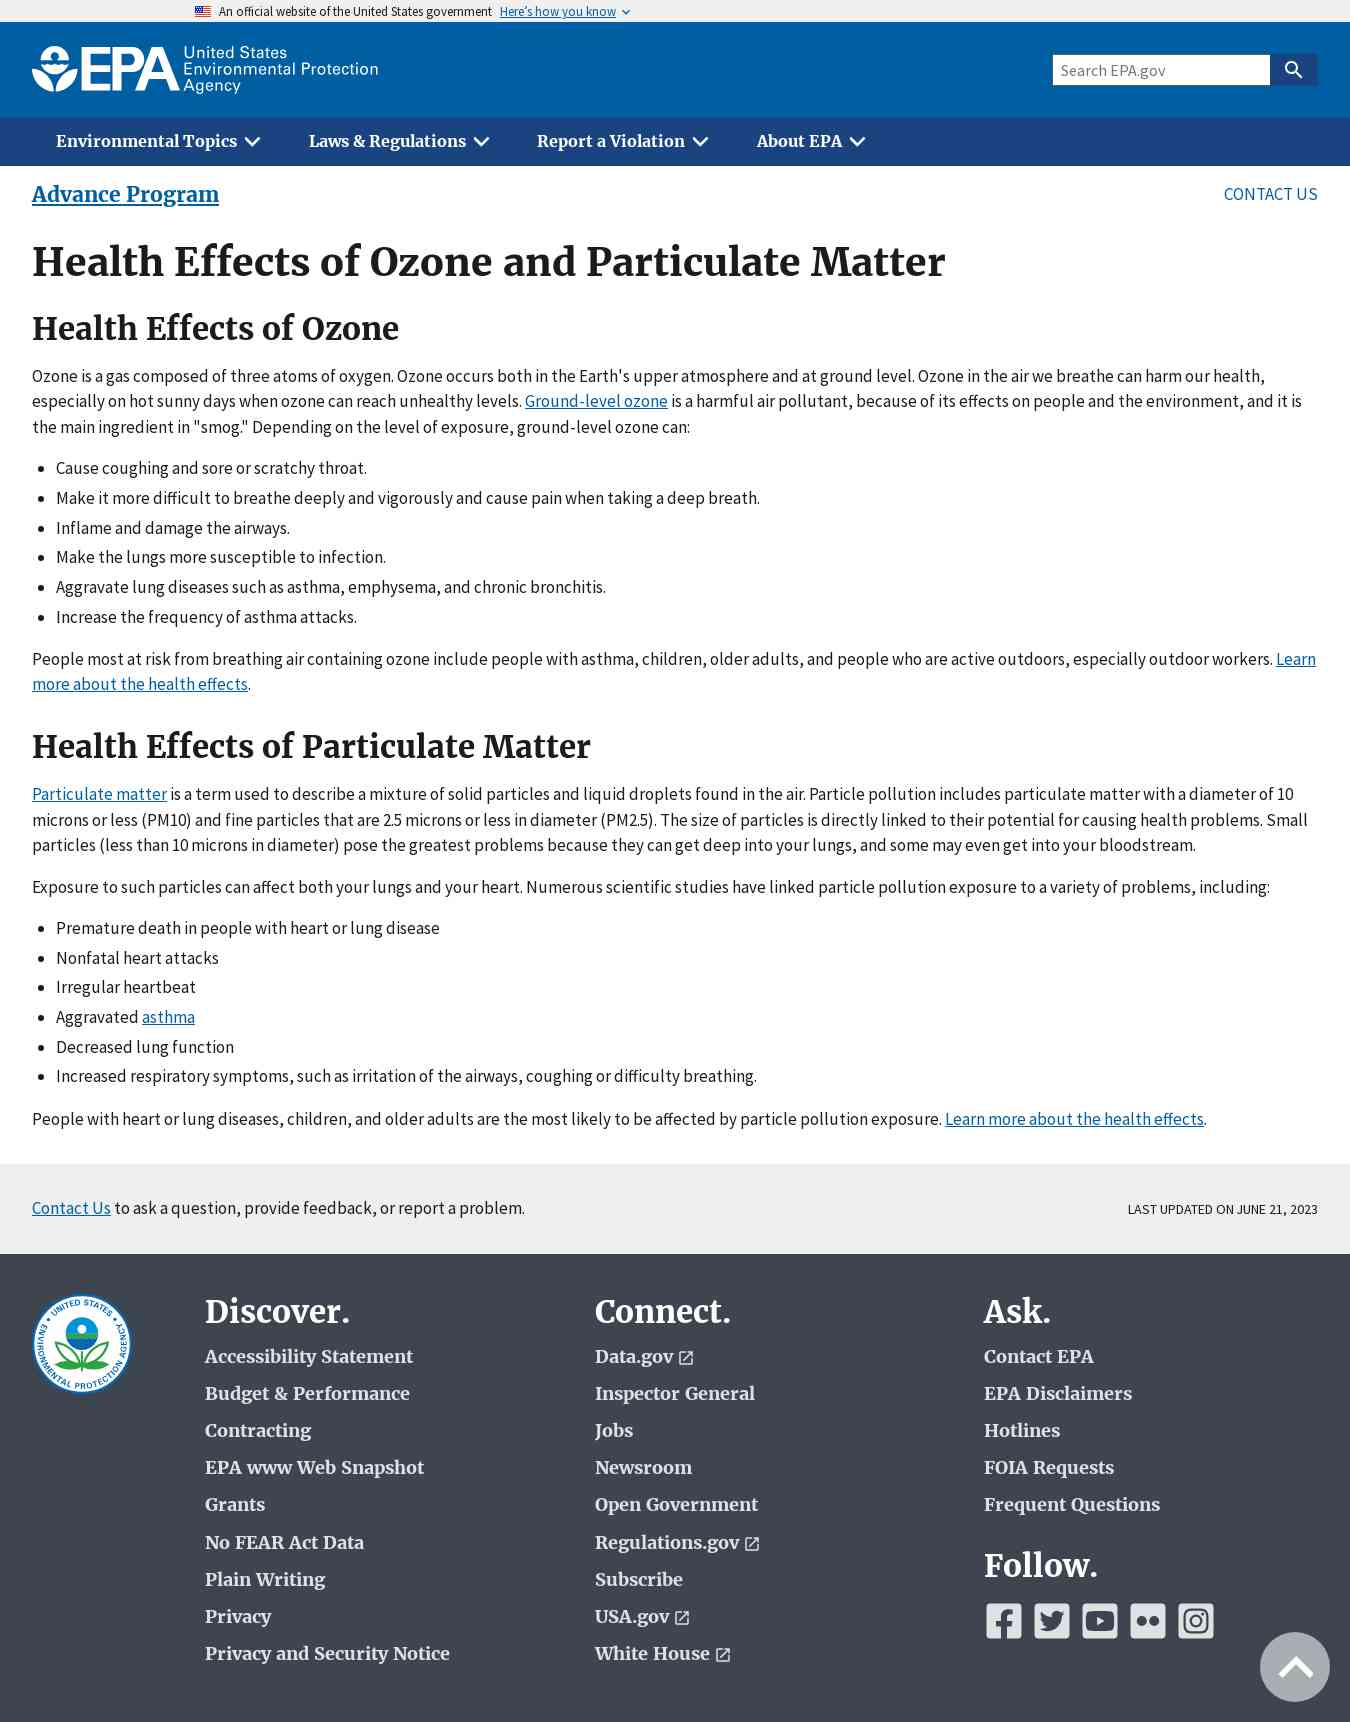 An official website of the United States government Here's how you know
EPA United States
Environmental Protection
Agency
Search EPA.gov
Environmental Topics Laws & Regulations Report a Violation About EPA
Advance Program CONTACT US
Health Effects of Ozone and Particulate Matter
Health Effects of Ozone
Ozone is a gas composed of three atoms of oxygen. Ozone occurs both in the Earth's upper atmosphere and at ground level. Ozone in the air we breathe can harm our health,
especially on hot sunny days when ozone can reach unhealthy levels. Ground-level ozone is a harmful air pollutant, because of its effects on people and the environment, and it is
the main ingredient in "smog." Depending on the level of exposure, ground-level ozone can:
• Cause coughing and sore or scratchy throat.
• Make it more difficult to breathe deeply and vigorously and cause pain when taking a deep breath.
• Inflame and damage the airways.
• Make the lungs more susceptible to infection.
• Aggravate lung diseases such as asthma, emphysema, and chronic bronchitis.
• Increase the frequency of asthma attacks.
People most at risk from breathing air containing ozone include people with asthma, children, older adults, and people who are active outdoors, especially outdoor workers. Learn
more about the health effects.
Health Effects of Particulate Matter
Particulate matter is a term used to describe a mixture of solid particles and liquid droplets found in the air. Particle pollution includes particulate matter with a diameter of 10
microns or less (PM10) and fine particles that are 2.5 microns or less in diameter (PM2.5). The size of particles is directly linked to their potential for causing health problems. Small
particles (less than 10 microns in diameter) pose the greatest problems because they can get deep into your lungs, and some may even get into your bloodstream.
Exposure to such particles can affect both your lungs and your heart. Numerous scientific studies have linked particle pollution exposure to a variety of problems, including:
• Premature death in people with heart or lung disease
• Nonfatal heart attacks
• Irregular heartbeat
• Aggravated asthma
• Decreased lung function
• Increased respiratory symptoms, such as irritation of the airways, coughing or difficulty breathing.
People with heart or lung diseases, children, and older adults are the most likely to be affected by particle pollution exposure. Learn more about the health effects.
Contact Us to ask a question, provide feedback, or report a problem. LAST UPDATED ON JUNE 21, 2023
UNITED STATES
ENVIRONMENTAL PROTECTION AGENCY
Discover.
Accessibility Statement
Budget & Performance
Contracting
EPA www Web Snapshot
Grants
No FEAR Act Data
Plain Writing
Privacy
Privacy and Security Notice
Connect.
Data.gov
Inspector General
Jobs
Newsroom
Open Government
Regulations.gov
Subscribe
USA.gov
White House
Ask.
Contact EPA
EPA Disclaimers
Hotlines
FOIA Requests
Frequent Questions
Follow.